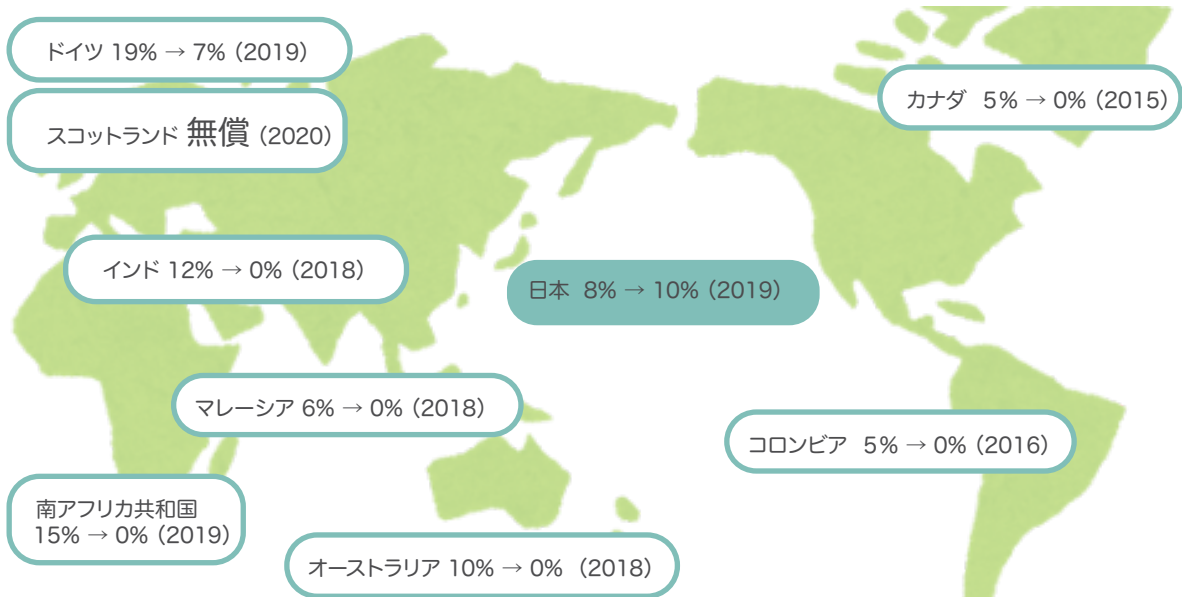 ドイツ 19% → 7%（2019）
スコットランド 無償（2020）
カナダ 5% → 0%（2015）
インド 12% → 0%（2018）
日本 8% → 10%（2019）
マレーシア 6% → 0%（2018）
コロンビア 5% → 0%（2016）
南アフリカ共和国
15% → 0%（2019）
オーストラリア 10% → 0% （2018）